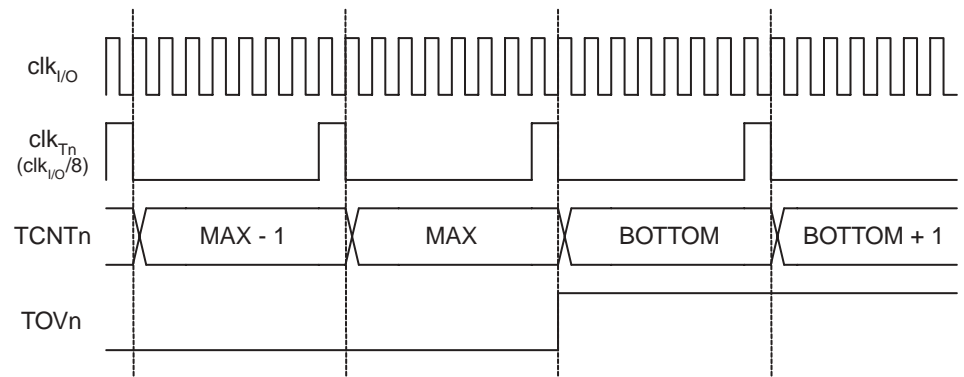 clkI/O
clkTn
(clkI/O/8)
TCNTn
MAX - 1
MAX
BOTTOM
BOTTOM + 1
TOVn